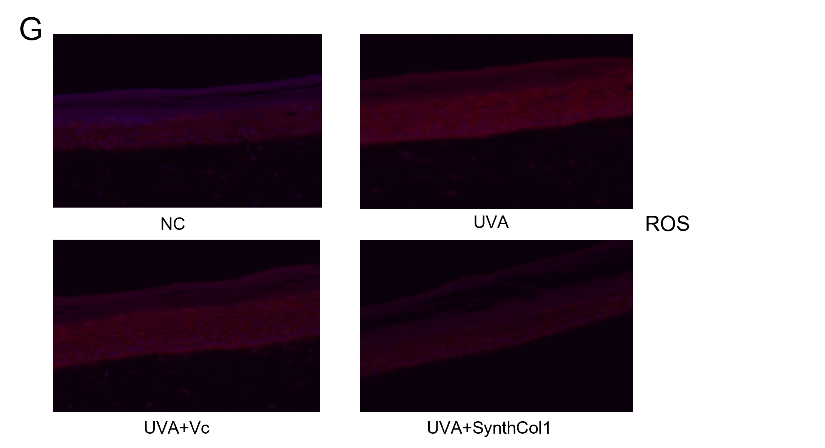 G
NC
UVA
ROS
UVA+Vc
UVA+SynthCol1